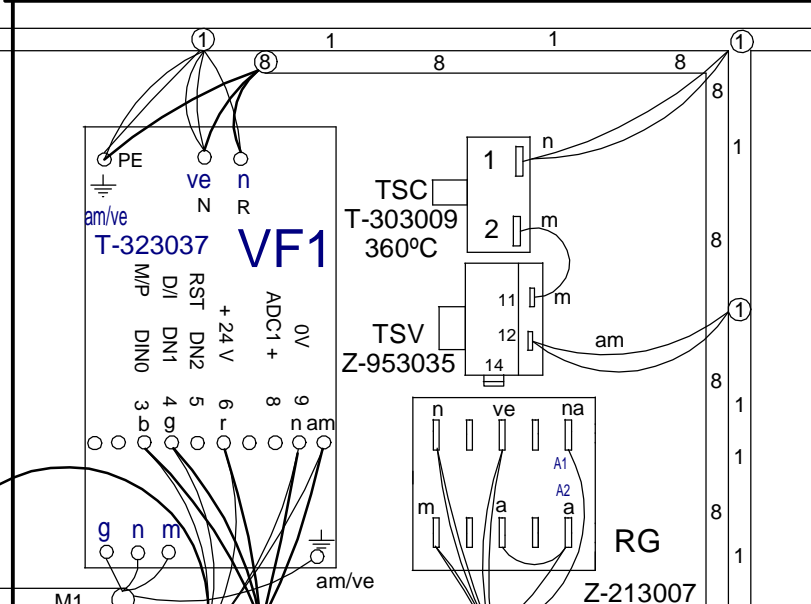 1 1 1 1
8 8 8
8
PE
n
1
1
ve n
TSC
N R
am/ve
T-303009
2 m
T-323037 VF1
360ºC
8
M/P D/I RST + 24 V ADC1 + 0V
DIN0 DN1 DN2
11 m
1
TSV
12 am
Z-953035
14
8
3 4 5 6 8 9
b g r n am
n ve na
1
A1
1
A2
m a a
8
g n m
RG
1
am/ve
Z-213007
M1